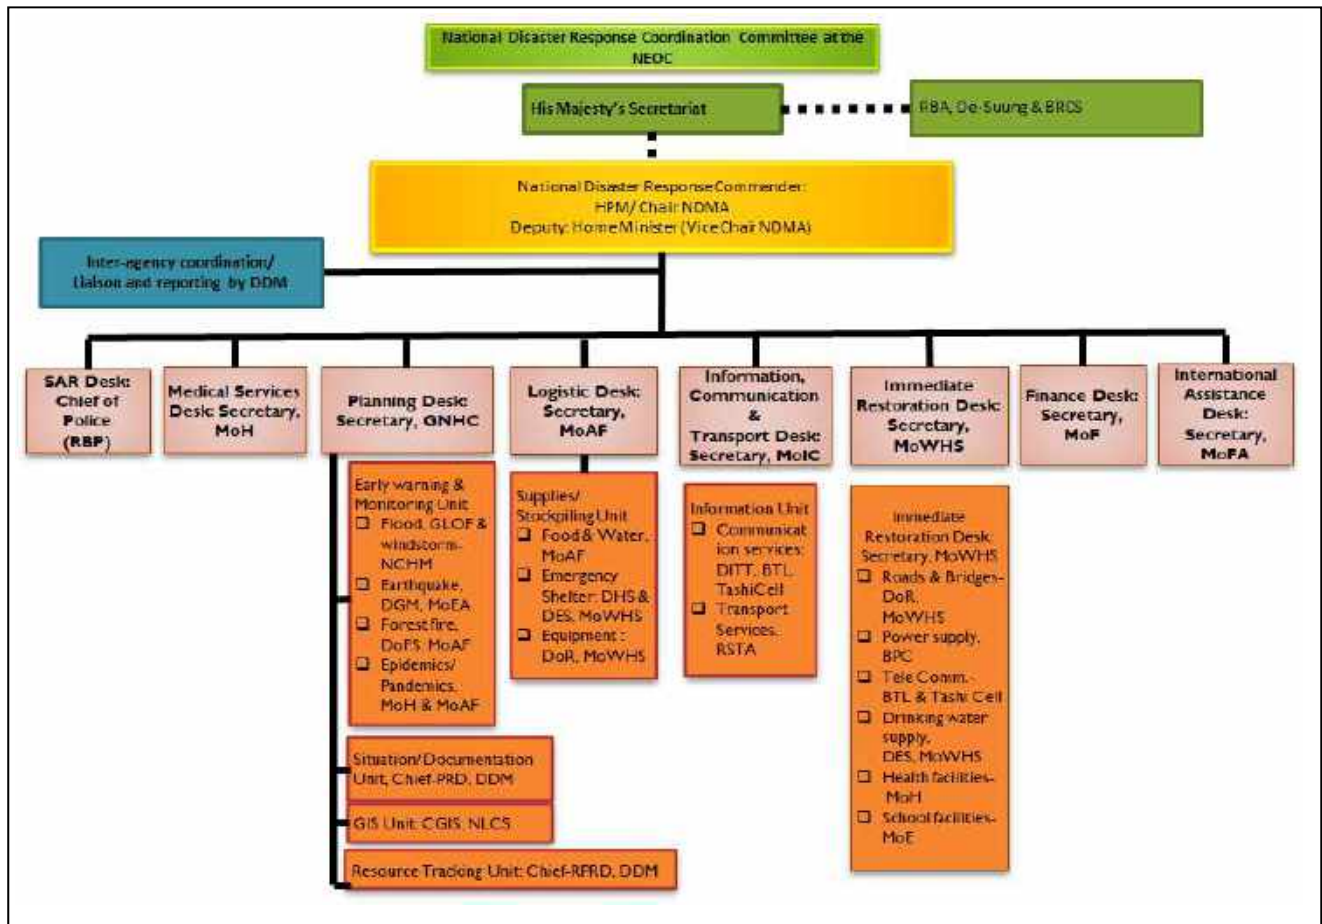 National Disaster Response Coordination Committee at the
NEOC
His Majesty's Secretariat
RBA, De-Suung & BRCS
National Disaster Response Commander:
HPM/ Chair NDMA
Deputy: Home Minister (Vice Chair NDMA)
Inter-agency coordination/
Liaison and reporting by DDM
SAR Desk:
Chief of
Police
(RBP)
Medical Services
Desk: Secretary,
MoH
Planning Desk:
Secretary, GNHC
Logistic Desk:
Secretary,
MoAF
Information,
Communication
&
Transport Desk:
Secretary, MoIC
Immediate
Restoration Desk:
Secretary,
MoWHS
Finance Desk:
Secretary,
MoF
International
Assistance
Desk:
Secretary,
MoFA
Early warning &
Monitoring Unit
❑ Flood, GLOF &
windstorm-
NCHM
❑ Earthquake,
DGM, MoEA
❑ Forest fire,
DoFS, MoAF
❑ Epidemics/
Pandemics,
MoH & MoAF
Situation/Documentation
Unit, Chief-PRD, DDM
GIS Unit: CGIS, NLCS
Resource Tracking Unit: Chief-RPRD, DDM
Supplies/
Stockpiling Unit
❑ Food & Water,
MoAF
❑ Emergency
Shelter: DHS &
DES, MoWHS
❑ Equipment :
DoR, MoWHS
Information Unit
❑ Communicat
ion services:
DITT, BTL,
TashiCell
❑ Transport
Services,
RSTA
Immediate
Restoration Desk:
Secretary, MoWHS
❑ Roads & Bridges-
DoR,
MoWHS
❑ Power supply,
BPC
❑ Tele Comm.-
BTL & Tashi Cell
❑ Drinking water
supply,
DES, MoWHS
❑ Health facilities-
MoH
❑ School facilities-
MoE